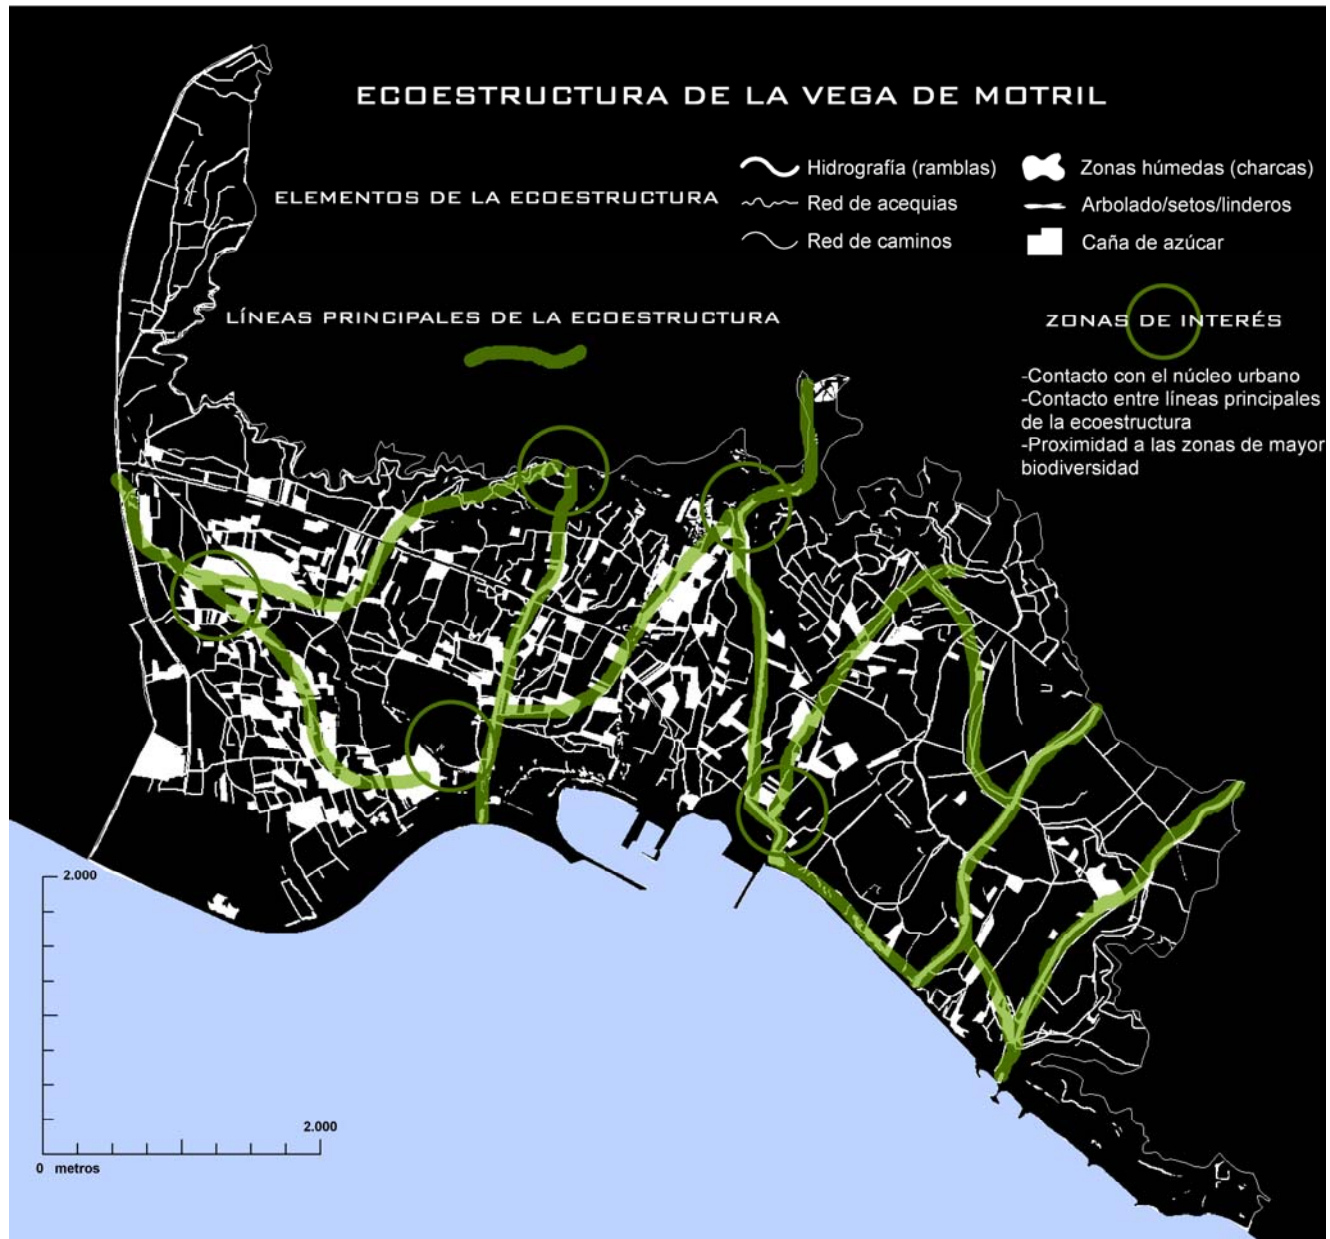 ECOESTRUCTURA DE LA VEGA DE MOTRIL
ELEMENTOS DE LA ECOESTRUCTURA
Hidrografía (ramblas)
Red de acequias
Red de caminos
Zonas húmedas (charcas)
Arbolado/setos/linderos
Caña de azúcar
LÍNEAS PRINCIPALES DE LA ECOESTRUCTURA
ZONAS DE INTERÉS
-Contacto con el núcleo urbano
-Contacto entre líneas principales
de la ecoestructura
-Proximidad a las zonas de mayor
biodiversidad
2.000
2.000
0 metros